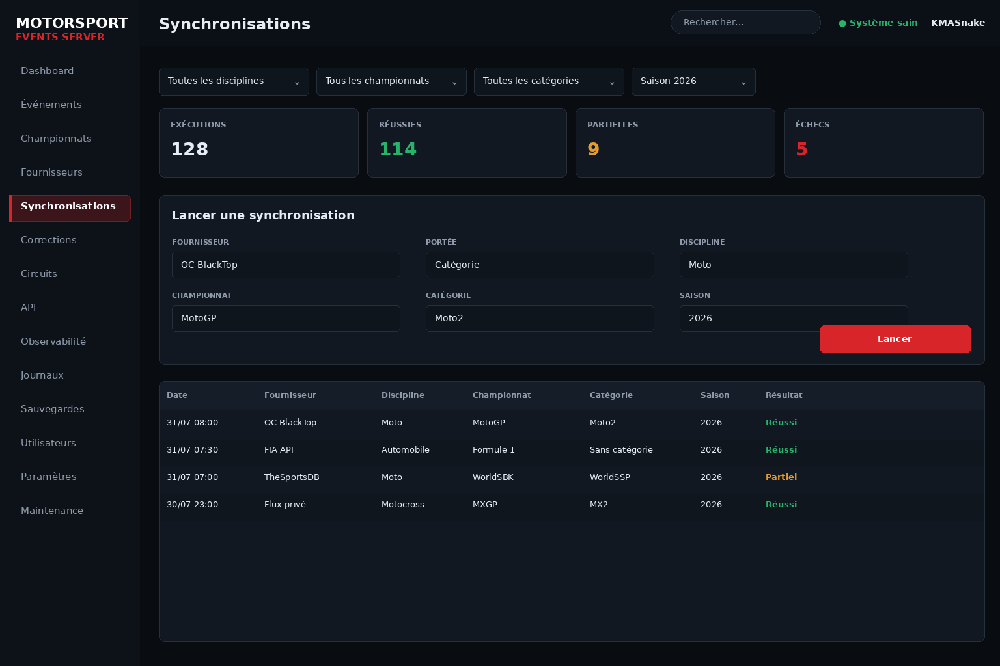 MOTORSPORT
EVENTS SERVER
Dashboard
Événements
Championnats
Fournisseurs
Synchronisations
Corrections
Circuits
API
Observabilité
Journaux
Sauvegardes
Utilisateurs
Paramètres
Maintenance
Synchronisations
Rechercher...
Système sain
KMASnake
Toutes les disciplines
Tous les championnats
Toutes les catégories
Saison 2026
EXÉCUTIONS
128
RÉUSSIES
114
PARTIELLES
9
ÉCHECS
5
Lancer une synchronisation
FOURNISSEUR PORTÉE DISCIPLINE
OC BlackTop Catégorie Moto
CHAMPIONNAT CATÉGORIE SAISON
MotoGP Moto2 2026
Lancer
Date Fournisseur Discipline Championnat Catégorie Saison Résultat
31/07 08:00 OC BlackTop Moto MotoGP Moto2 2026 Réussi
31/07 07:30 FIA API Automobile Formule 1 Sans catégorie 2026 Réussi
31/07 07:00 TheSportsDB Moto WorldSBK WorldSSP 2026 Partiel
30/07 23:00 Flux privé Motocross MXGP MX2 2026 Réussi